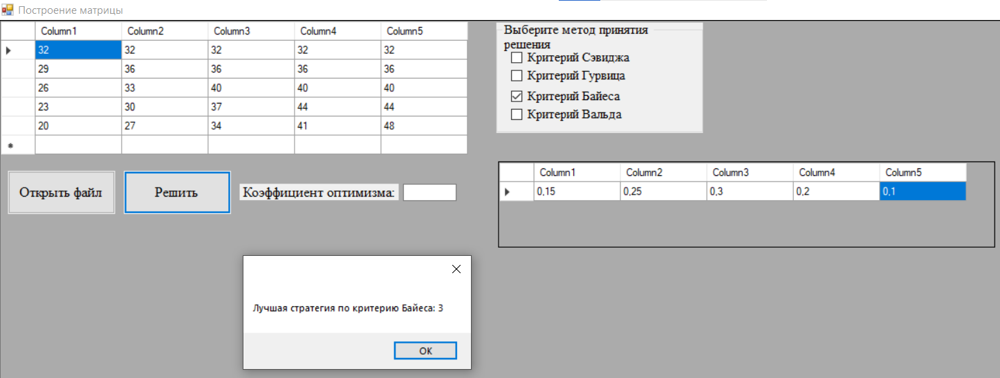 Построение матрицы
Column1 Column2 Column3 Column4 Column5
32 32 32 32 32
29 36 36 36 36
26 33 40 40 40
23 30 37 44 44
20 27 34 41 48
Выберите метод принятия
решения
Критерий Сэвиджа
Критерий Гурвица
Критерий Байеса
Критерий Вальда
Открыть файл
Решить
Коэффициент оптимизма:
Column1 Column2 Column3 Column4 Column5
0,15 0,25 0,3 0,2 0,1
Лучшая стратегия по критерию Байеса: 3
OK